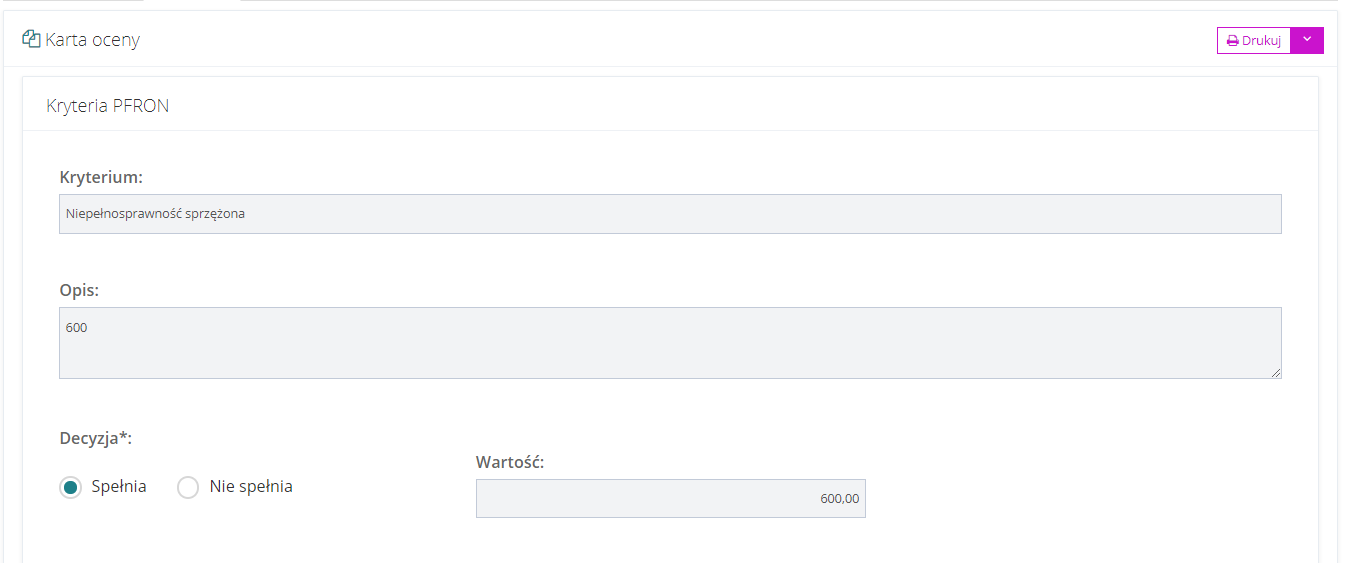 Karta oceny
Drukuj
Kryteria PFRON
Kryterium:
Niepełnosprawność sprzężona
Opis:
600
Decyzja*:
Wartość:
Spełnia
Nie spełnia
600,00